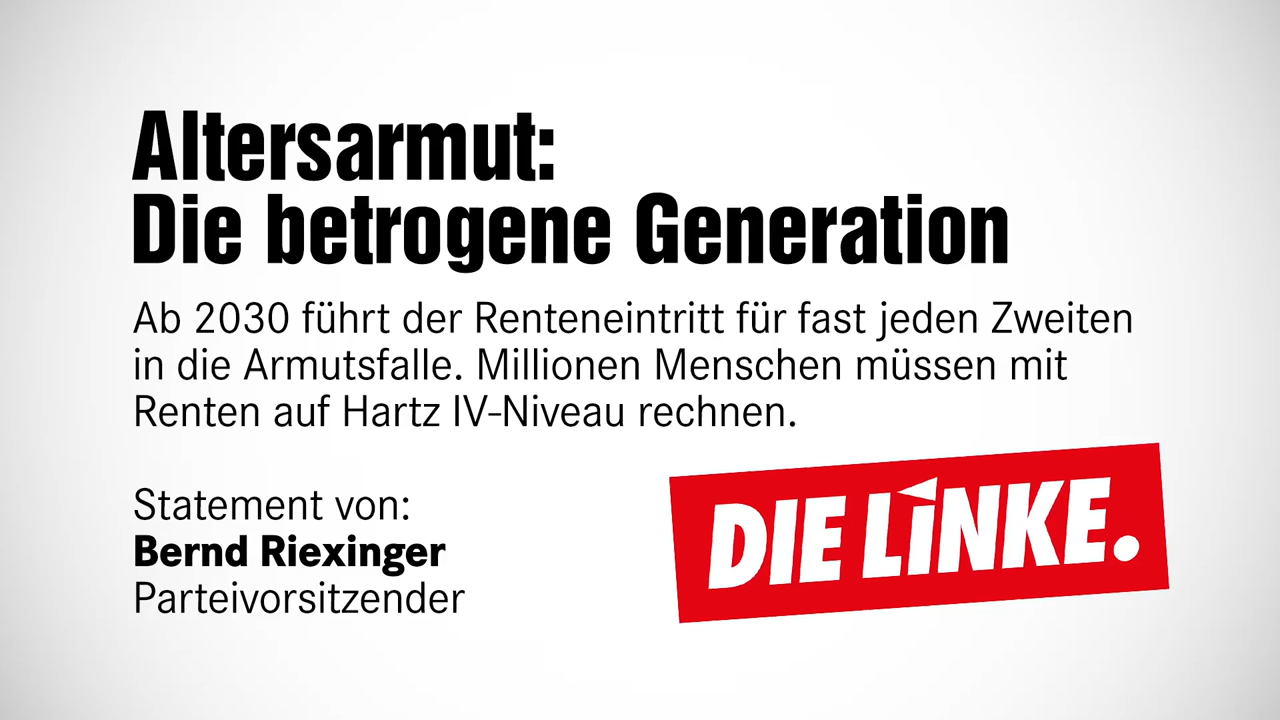 Altersarmut:
Die betrogene Generation
Ab 2030 führt der Renteneintritt für fast jeden Zweiten
in die Armutsfalle. Millionen Menschen müssen mit
Renten auf Hartz IV-Niveau rechnen.
Statement von:
Bernd Riexinger
Parteivorsitzender
DIE LINKE.